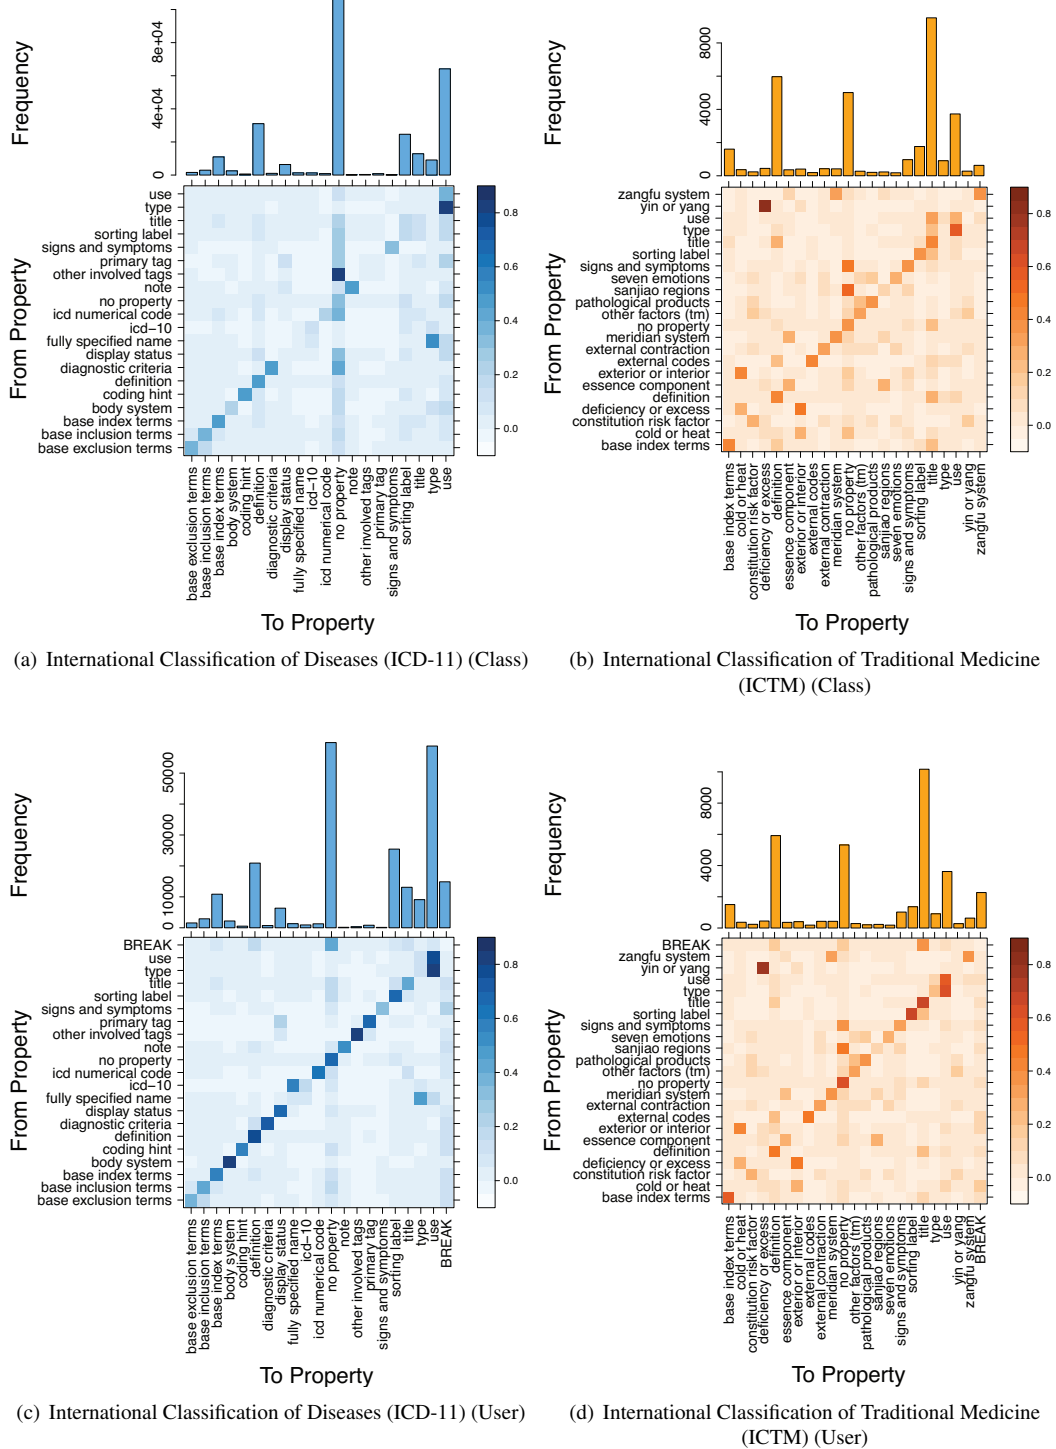 Frequency
0 4e+04 8e+04
From Property
use
type
title
sorting label
signs and symptoms
primary tag
other involved tags
note
no property
icd numerical code
icd−10
fully specified name
display status
diagnostic criteria
definition
coding hint
body system
base index terms
base inclusion terms
base exclusion terms
0.8
0.6
0.4
0.2
0.0
base exclusion terms
base inclusion terms
base index terms
body system
coding hint
definition
diagnostic criteria
display status
fully specified name
icd−10
icd numerical code
no property
note
other involved tags
primary tag
signs and symptoms
sorting label
title
type
use
To Property
(a) International Classification of Diseases (ICD-11) (Class)
Frequency
0 4000 8000
From Property
zangfu system
yin or yang
use
type
title
sorting label
signs and symptoms
seven emotions
sanjiao regions
pathological products
other factors (tm)
no property
meridian system
external contraction
external codes
exterior or interior
essence component
definition
deficiency or excess
constitution risk factor
cold or heat
base index terms
0.8
0.6
0.4
0.2
0.0
base index terms
cold or heat
constitution risk factor
deficiency or excess
definition
essence component
exterior or interior
external codes
external contraction
meridian system
no property
other factors (tm)
pathological products
sanjiao regions
seven emotions
signs and symptoms
sorting label
title
type
use
yin or yang
zangfu system
To Property
(b) International Classification of Traditional Medicine
(ICTM) (Class)
Frequency
0 10000 30000 50000
From Property
BREAK
use
type
title
sorting label
signs and symptoms
primary tag
other involved tags
note
no property
icd numerical code
icd−10
fully specified name
display status
diagnostic criteria
definition
coding hint
body system
base index terms
base inclusion terms
base exclusion terms
0.8
0.6
0.4
0.2
0.0
base exclusion terms
base inclusion terms
base index terms
body system
coding hint
definition
diagnostic criteria
display status
fully specified name
icd−10
icd numerical code
no property
note
other involved tags
primary tag
signs and symptoms
sorting label
title
type
use
BREAK
To Property
(c) International Classification of Diseases (ICD-11) (User)
Frequency
0 4000 8000
From Property
BREAK
zangfu system
yin or yang
use
type
title
sorting label
signs and symptoms
seven emotions
sanjiao regions
pathological products
other factors (tm)
no property
meridian system
external contraction
external codes
exterior or interior
essence component
definition
deficiency or excess
constitution risk factor
cold or heat
base index terms
0.8
0.6
0.4
0.2
0.0
base index terms
cold or heat
constitution risk factor
deficiency or excess
definition
essence component
exterior or interior
external codes
external contraction
meridian system
no property
other factors (tm)
pathological products
sanjiao regions
seven emotions
signs and symptoms
sorting label
title
type
use
yin or yang
zangfu system
BREAK
To Property
(d) International Classification of Traditional Medicine
(ICTM) (User)